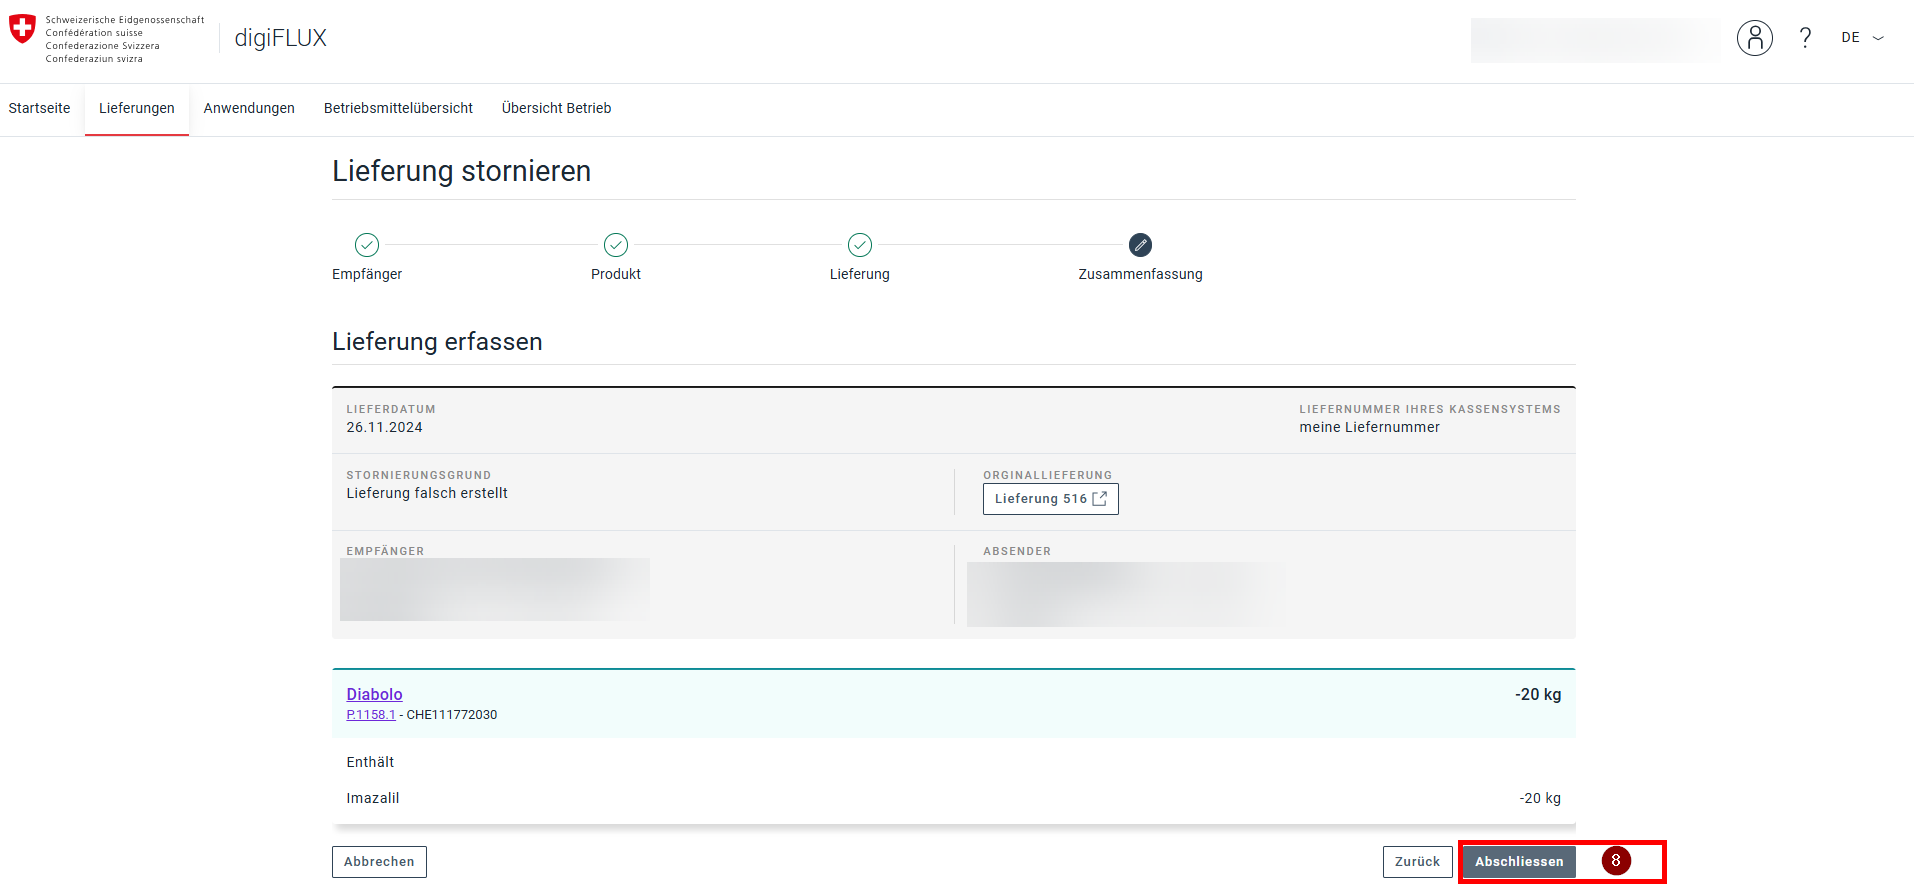 Schweizerische Eidgenossenschaft
Confédération suisse
Confederazione Svizzera
Confederaziun svizra
digiFLUX
?
DE
Startseite
Lieferungen
Anwendungen
Betriebsmittelübersicht
Übersicht Betrieb
Lieferung stornieren
Empfänger
Produkt
Lieferung
Zusammenfassung
Lieferung erfassen
LIEFERDATUM
26.11.2024
LIEFERNUMMER IHRES KASSENSYSTEMS
meine Liefernummer
STORNIERUNGSGRUND
Lieferung falsch erstellt
ORGINALLIEFERUNG
Lieferung 516
EMPFÄNGER
ABSENDER
Diabolo
-20 kg
P.1158.1 - CHE111772030
Enthält
Imazalil
-20 kg
Abbrechen
Zurück
Abschliessen
8